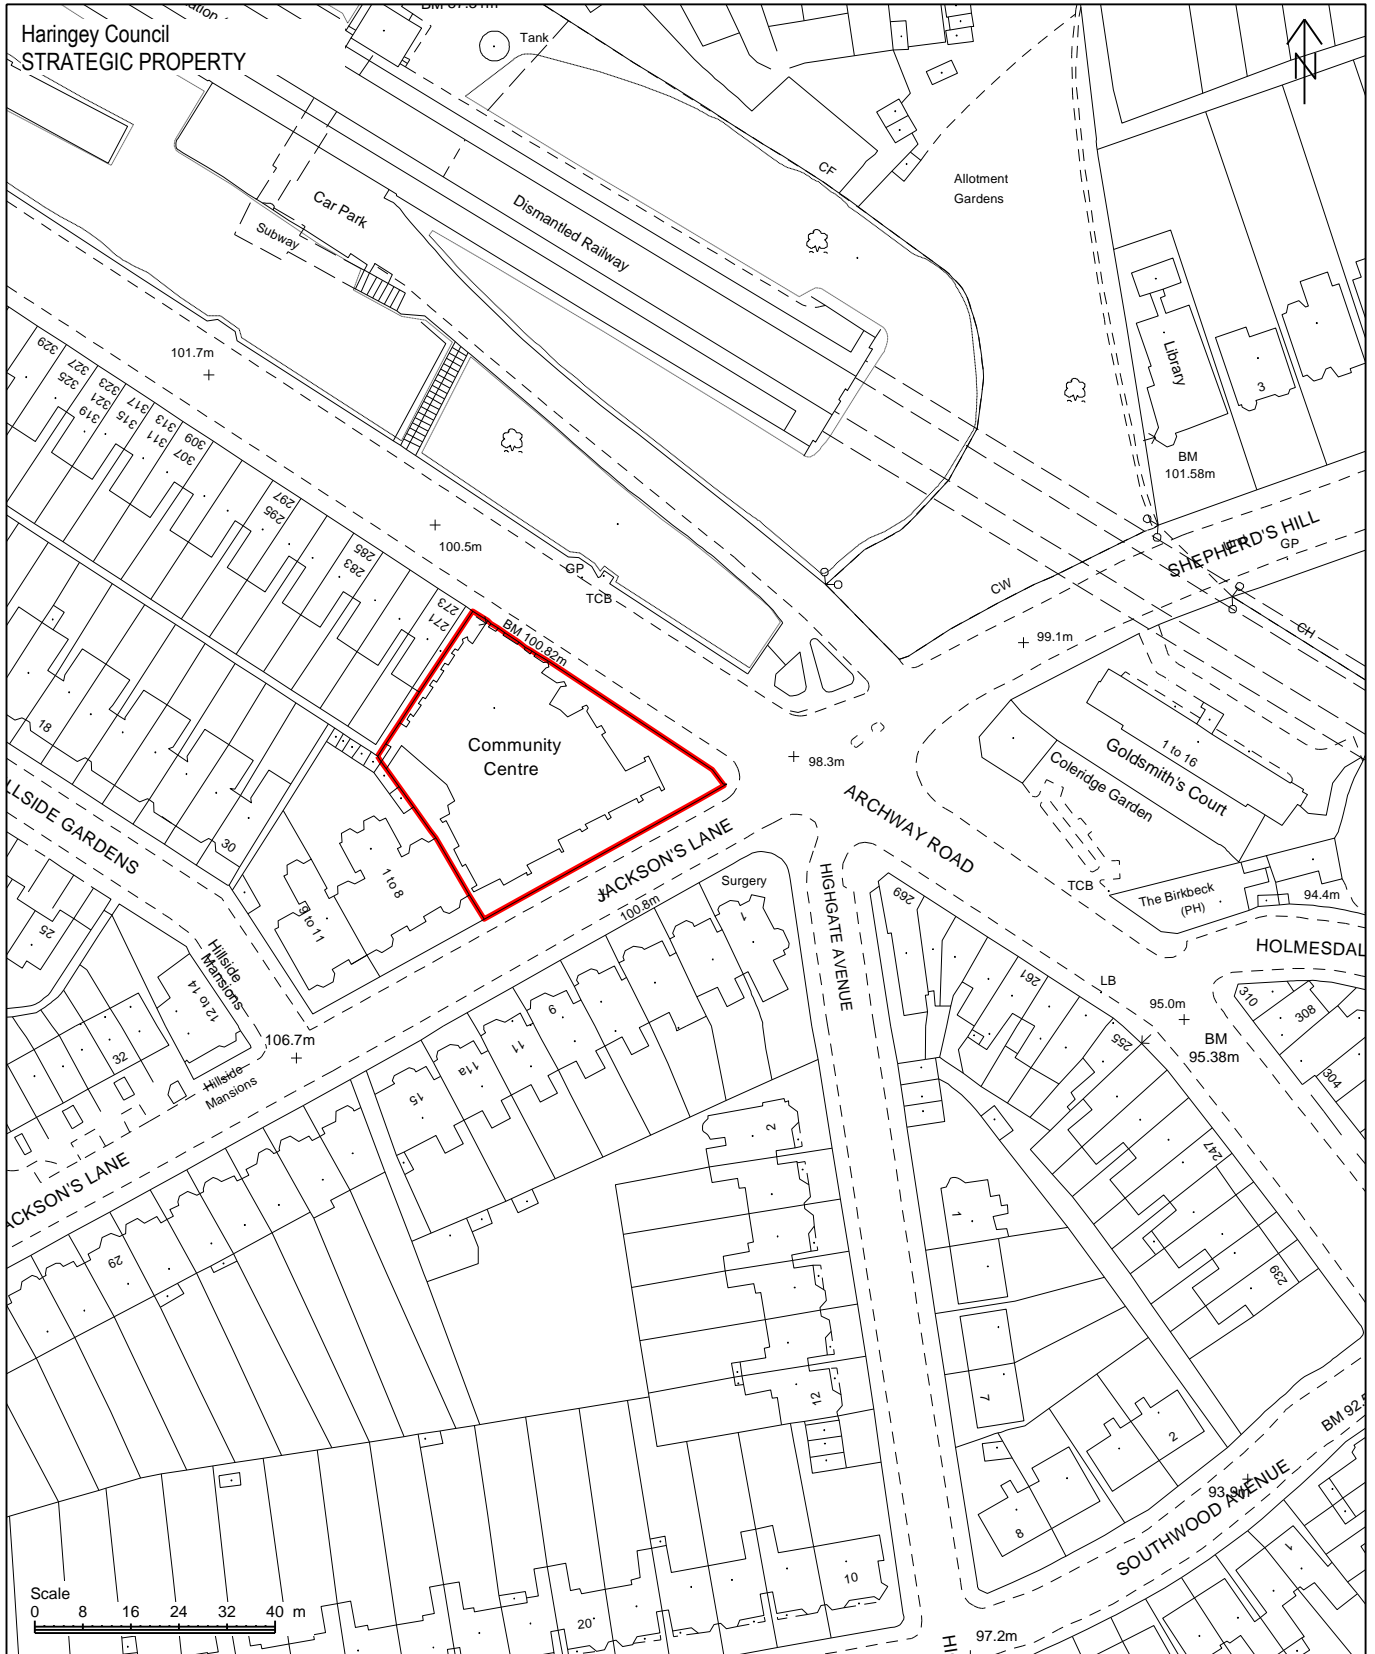 Haringey Council
STRATEGIC PROPERTY
Tank
N
CF
Allotment
Gardens
Car Park
Subway
Dismantled Railway
Library
3
101.7m
329
327
325
323
321
319
317
315
313
311
309
307
297
295
285
283
273
271
BM
101.58m
100.5m
GP
TCB
SHEPHERD'S HILL
GP
CW
CH
99.1m
BM 100.82m
Community
Centre
98.3m
1 to 16
Goldsmith's Court
Coleridge Garden
ARCHWAY ROAD
18
30
HILLSIDE GARDENS
25
1 to 8
9 to 11
JACKSON'S LANE
100.8m
Surgery
1
HIGHGATE AVENUE
269
261
255
TCB
The Birkbeck
(PH)
94.4m
HOLMESDAL
LB
95.0m
BM
95.38m
310
308
304
Hillside
Mansions
12 to 14
32
106.7m
Hillside
Mansions
9
11
11a
15
2
247
239
JACKSON'S LANE
29
1
7
12
2
8
BM 92.
SOUTHWOOD AVENUE
1
10
20
97.2m
HI
Scale
0 8 16 24 32 40 m